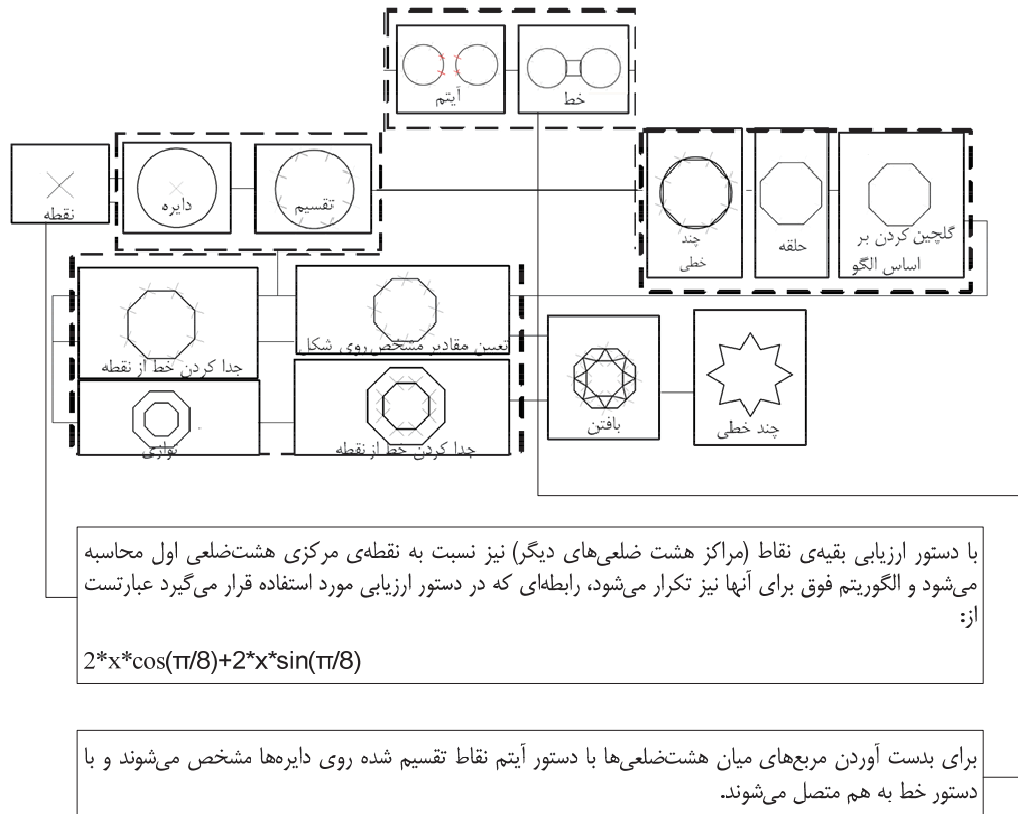 آیتم
خط
نقطه
دایره
تقسیم
چند
خطی
حلقه
گلچین کردن بر
اساس الگو
جدا کردن خط از نقطه
تعیین مقادیر مشخص روی شکل
توازی
جدا کردن خط از نقطه
بافتن
چند خطی
با دستور ارزیابی بقیه‌ی نقاط (مراکز هشت ضلعی‌های دیگر) نیز نسبت به نقطه‌ی مرکزی هشت‌ضلعی اول محاسبه
می‌شود و الگوریتم فوق برای آنها نیز تکرار می‌شود، رابطه‌ای که در دستور ارزیابی مورد استفاده قرار می‌گیرد عبارتست
از:
2*x*cos(π/8)+2*x*sin(π/8)
برای بدست آوردن مربع‌های میان هشت‌ضلعی‌ها با دستور آیتم نقاط تقسیم شده روی دایره‌ها مشخص می‌شوند و با
دستور خط به هم متصل می‌شوند.